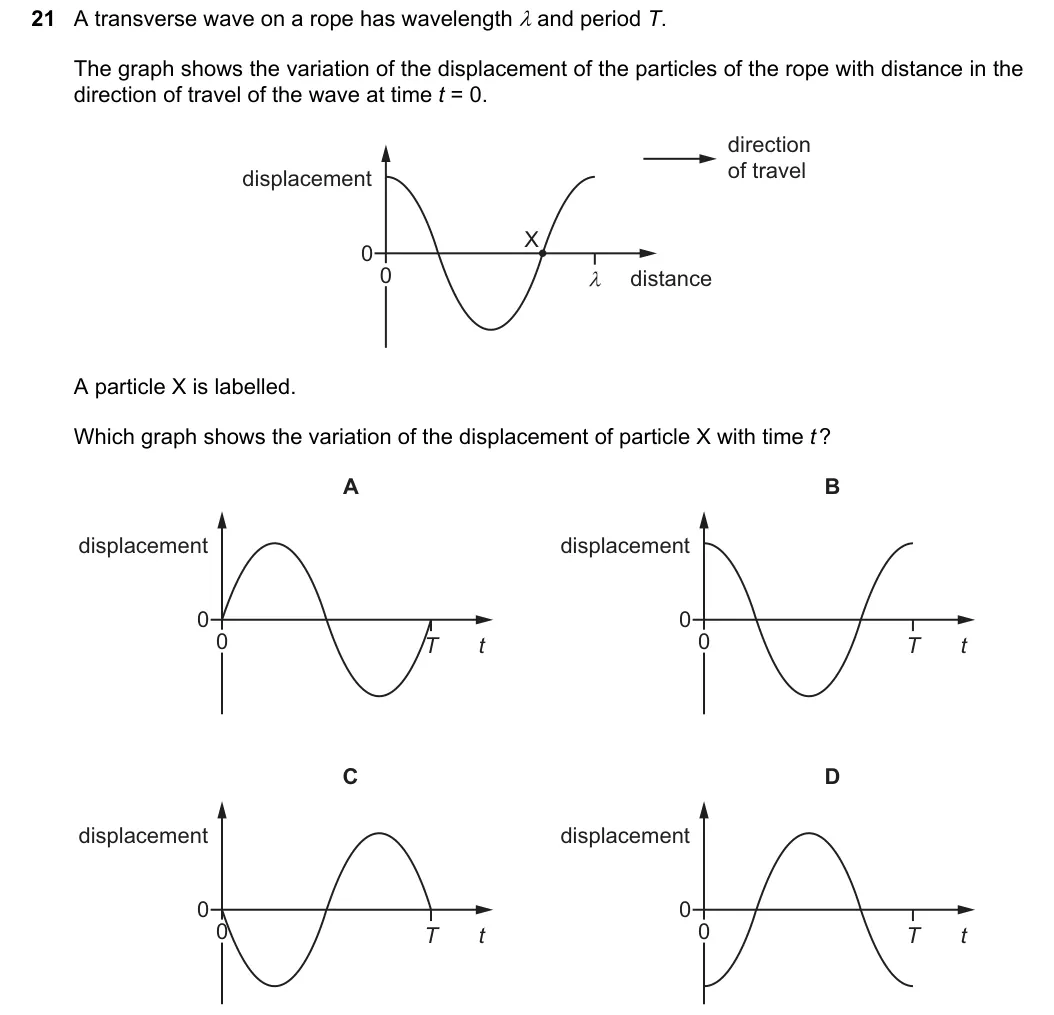 21 A transverse wave on a rope has wavelength λ and period T.
The graph shows the variation of the displacement of the particles of the rope with distance in the
direction of travel of the wave at time t = 0.
direction
of travel
displacement
X
0
0
λ
distance
A particle X is labelled.
Which graph shows the variation of the displacement of particle X with time t?
A
B
displacement
displacement
0
0
0
T
t
0
T
t
C
D
displacement
displacement
0
0
0
T
t
0
T
t